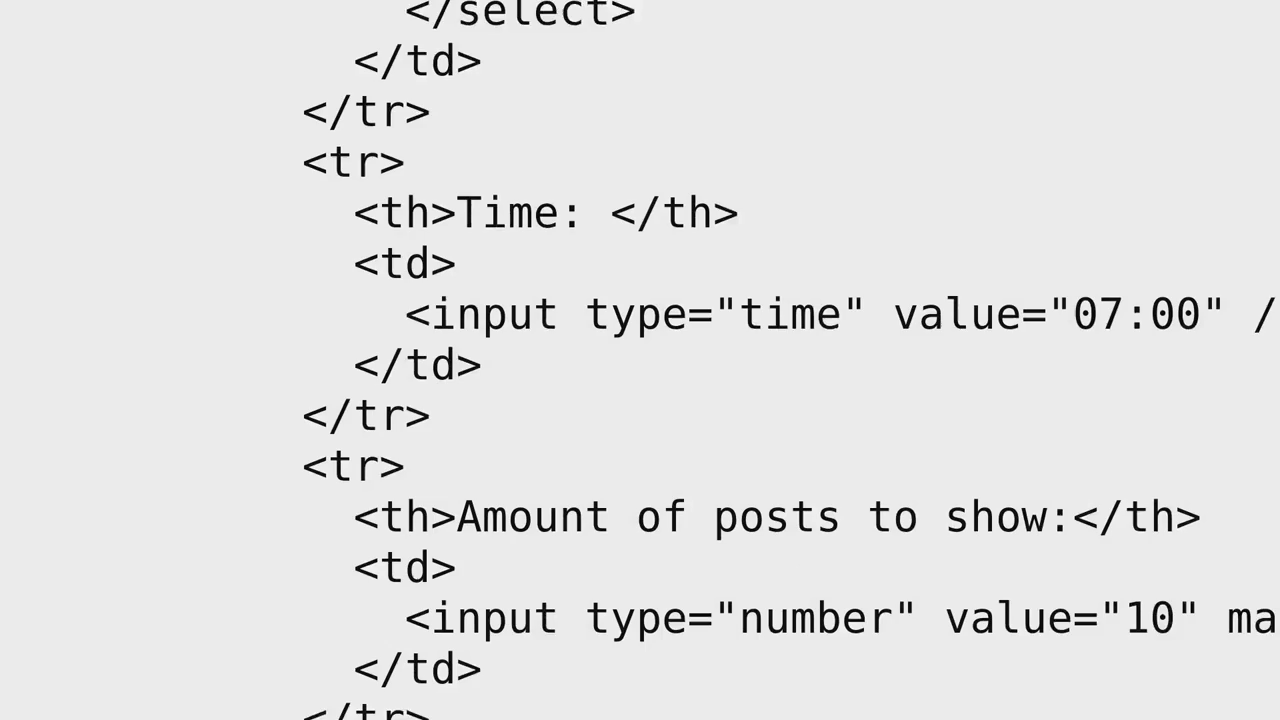 </select>
</td>
</tr>
<tr>
<th>Time: </th>
<td>
<input type="time" value="07:00" /
</td>
</tr>
<tr>
<th>Amount of posts to show:</th>
<td>
<input type="number" value="10" ma
</td>
</tr>